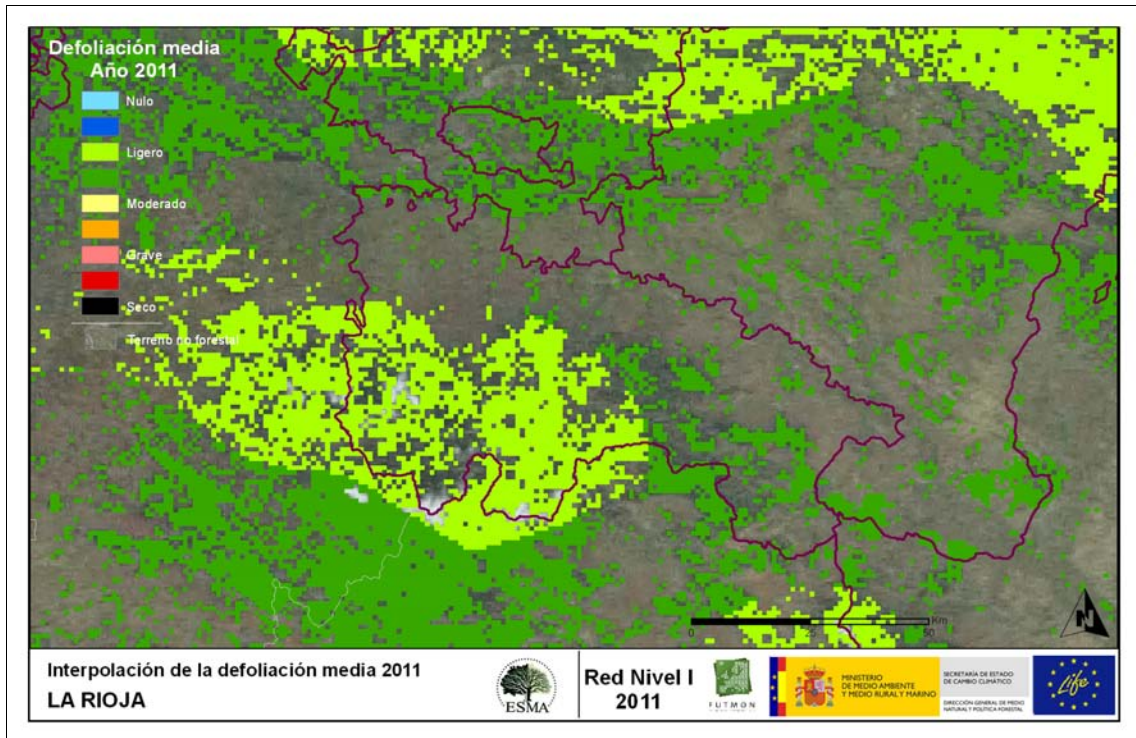 Defoliación media
Año 2011
Nulo
Ligero
Moderado
Grave
Seco
Terreno no forestal
N
Km
0
25
50
Interpolación de la defoliación media 2011
LA RIOJA
ESMA
Red Nivel I
2011
FUTMON
MINISTERIO
DE MEDIO AMBIENTE
Y MEDIO RURAL Y MARINO
SECRETARÍA DE ESTADO
DE CAMBIO CLIMÁTICO
DIRECCIÓN GENERAL DE MEDIO
NATURAL Y POLÍTICA FORESTAL
Life